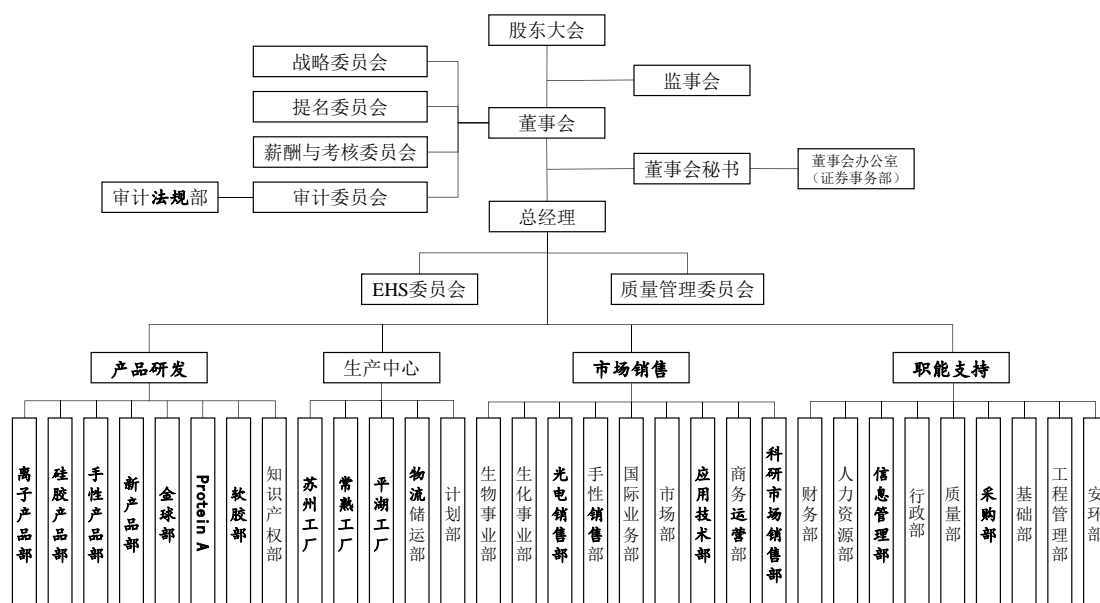 股东大会
战略委员会
监事会
提名委员会
董事会
薪酬与考核委员会
董事会秘书
董事会办公室
（证券事务部）
审计法规部
审计委员会
总经理
EHS委员会
质量管理委员会
产品研发
生产中心
市场销售
职能支持
离子产品部
硅胶产品部
手性产品部
新产品部
金球部
Protein A
软胶部
知识产权部
苏州工厂
常熟工厂
平湖工厂
物流储运部
计划部
生物事业部
生化事业部
光电销售部
手性销售部
国际业务部
市场部
应用技术部
商务运营部
科研市场销售部
财务部
人力资源部
信息管理部
行政部
质量部
采购部
基础部
工程管理部
安环部